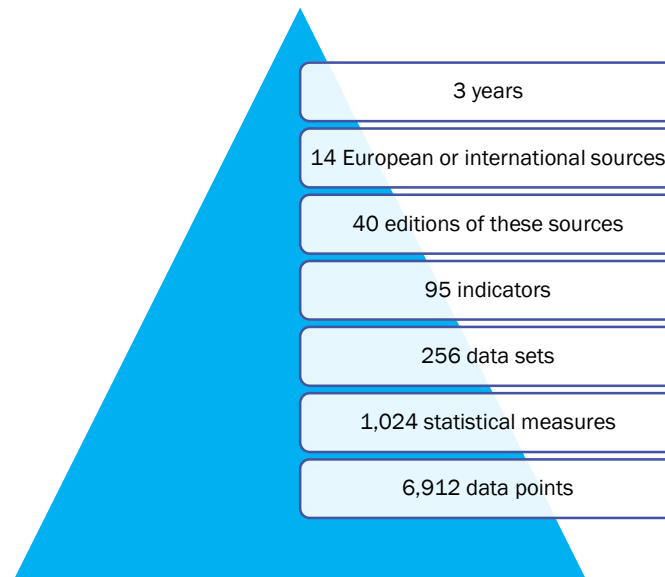 3 years
14 European or international sources
40 editions of these sources
95 indicators
256 data sets
1,024 statistical measures
6,912 data points